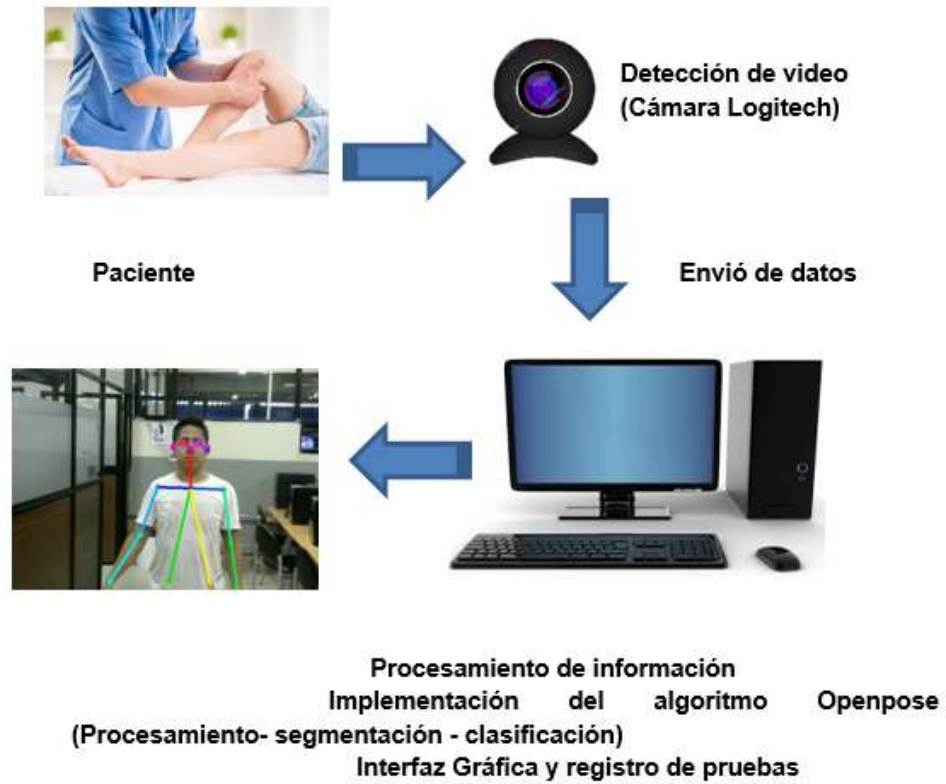 Detección de video
(Cámara Logitech)
Paciente
Envió de datos
Procesamiento de información
Implementación del algoritmo Openpose
(Procesamiento- segmentación - clasificación)
Interfaz Gráfica y registro de pruebas